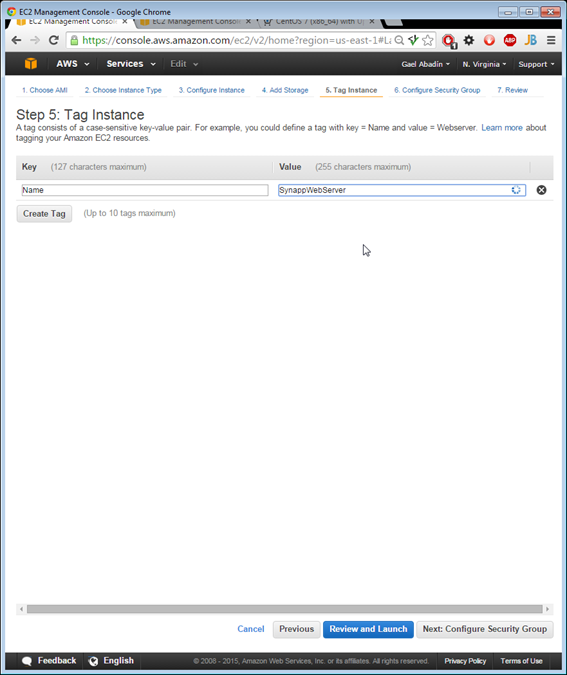 EC2 Management Console - Google Chrome
EC2 Management Conso
EC2 Management Conso
CentOS 7 (x86_64) with U
https://console.aws.amazon.com/ec2/v2/home?region=us-east-1#La
1
ABP
JB
AWS Services Edit Gael Abadín N. Virginia Support
1. Choose AMI 2. Choose Instance Type 3. Configure Instance 4. Add Storage 5. Tag Instance 6. Configure Security Group 7. Review
Step 5: Tag Instance
A tag consists of a case-sensitive key-value pair. For example, you could define a tag with key = Name and value = Webserver. Learn more about
tagging your Amazon EC2 resources.
Key (127 characters maximum) Value (255 characters maximum)
Name SynappWebServer
Create Tag (Up to 10 tags maximum)
Cancel Previous Review and Launch Next: Configure Security Group
Feedback English © 2008 - 2015, Amazon Web Services, Inc. or its affiliates. All rights reserved. Privacy Policy Terms of Use